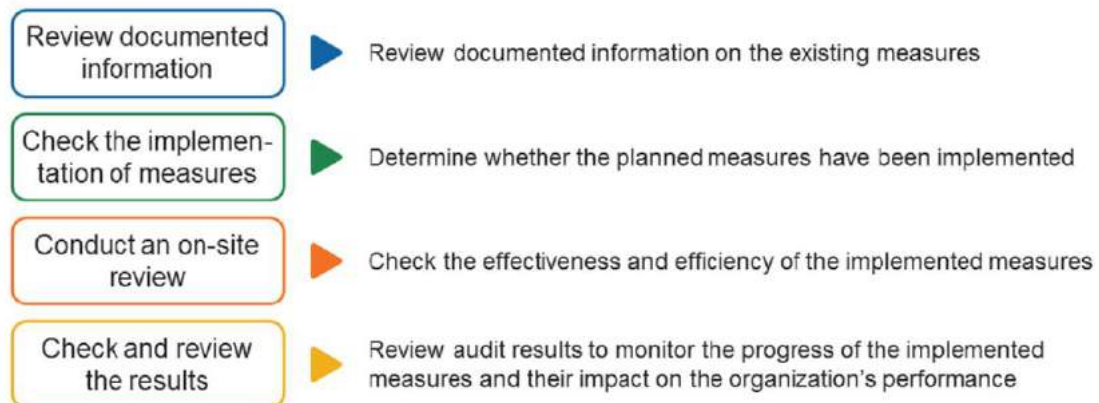 Review documented
information
Review documented information on the existing measures
Check the implemen-
tation of measures
Determine whether the planned measures have been implemented
Conduct an on-site
review
Check the effectiveness and efficiency of the implemented measures
Check and review
the results
Review audit results to monitor the progress of the implemented
measures and their impact on the organization's performance